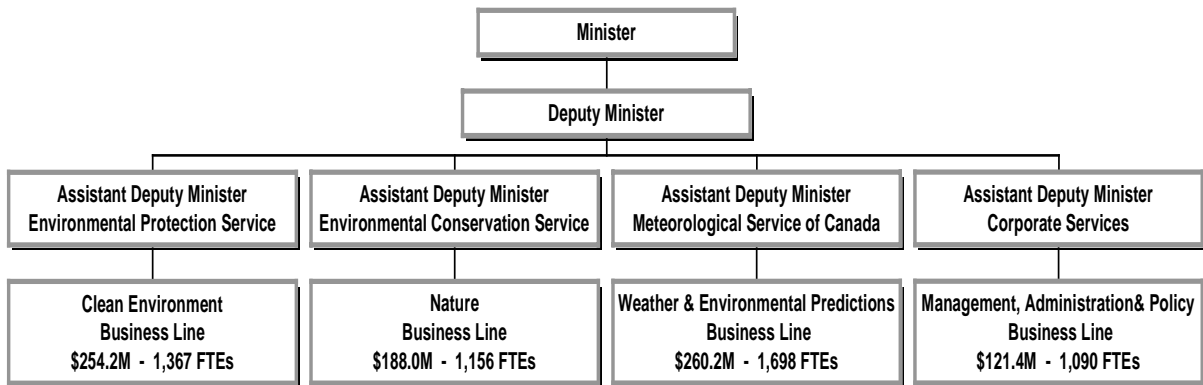 Minister
Deputy Minister
Assistant Deputy Minister
Environmental Protection Service
Assistant Deputy Minister
Environmental Conservation Service
Assistant Deputy Minister
Meteorological Service of Canada
Assistant Deputy Minister
Corporate Services
Clean Environment
Business Line
$254.2M - 1,367 FTEs
Nature
Business Line
$188.0M - 1,156 FTEs
Weather & Environmental Predictions
Business Line
$260.2M - 1,698 FTEs
Management, Administration& Policy
Business Line
$121.4M - 1,090 FTEs